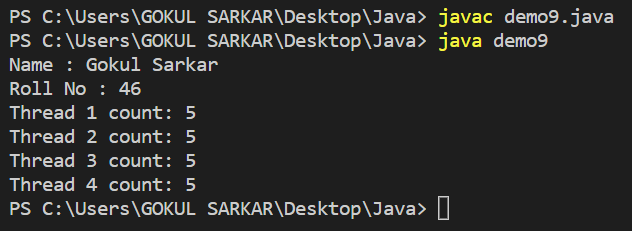 PS C:\Users\GOKUL SARKAR\Desktop\Java> javac demo9.java
PS C:\Users\GOKUL SARKAR\Desktop\Java> java demo9
Name : Gokul Sarkar
Roll No : 46
Thread 1 count: 5
Thread 2 count: 5
Thread 3 count: 5
Thread 4 count: 5
PS C:\Users\GOKUL SARKAR\Desktop\Java>